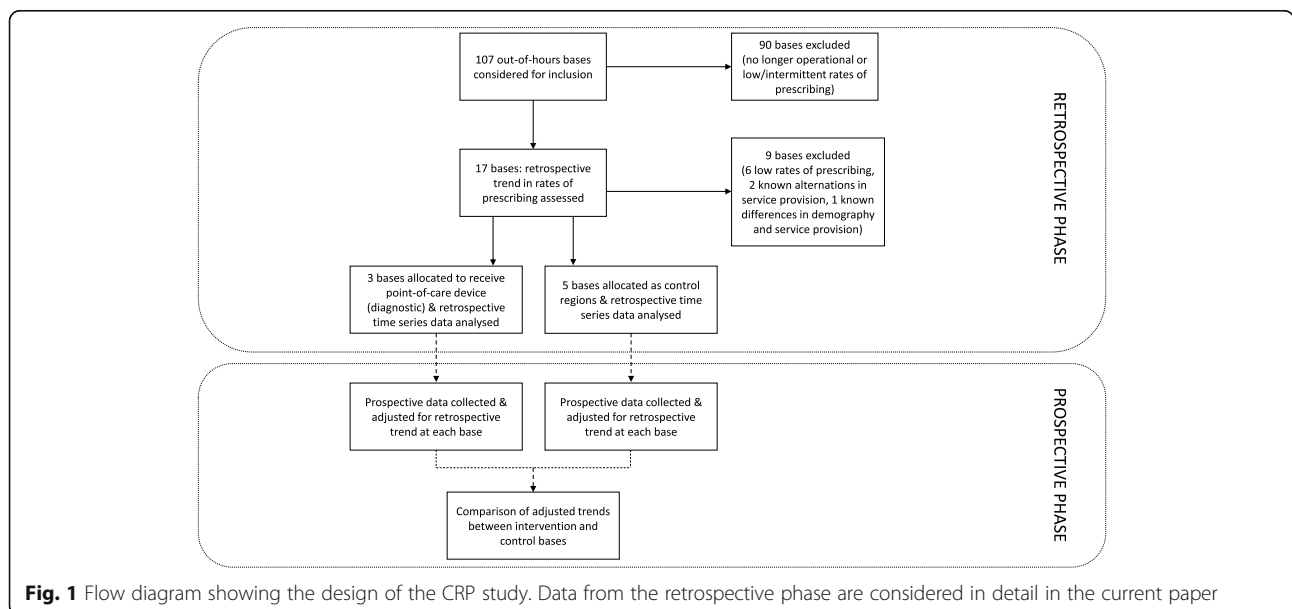 107 out-of-hours bases
considered for inclusion
90 bases excluded
(no longer operational or
low/intermittent rates of
prescribing)
17 bases: retrospective
trend in rates of
prescribing assessed
9 bases excluded
(6 low rates of prescribing,
2 known alternations in
service provision, 1 known
differences in demography
and service provision)
3 bases allocated to receive
point-of-care device
(diagnostic) & retrospective
time series data analysed
5 bases allocated as control
regions & retrospective time
series data analysed
RETROSPECTIVE PHASE
Prospective data collected &
adjusted for retrospective
trend at each base
Prospective data collected &
adjusted for retrospective
trend at each base
Comparison of adjusted trends
between intervention and
control bases
PROSPECTIVE PHASE
Fig. 1 Flow diagram showing the design of the CRP study. Data from the retrospective phase are considered in detail in the current paper